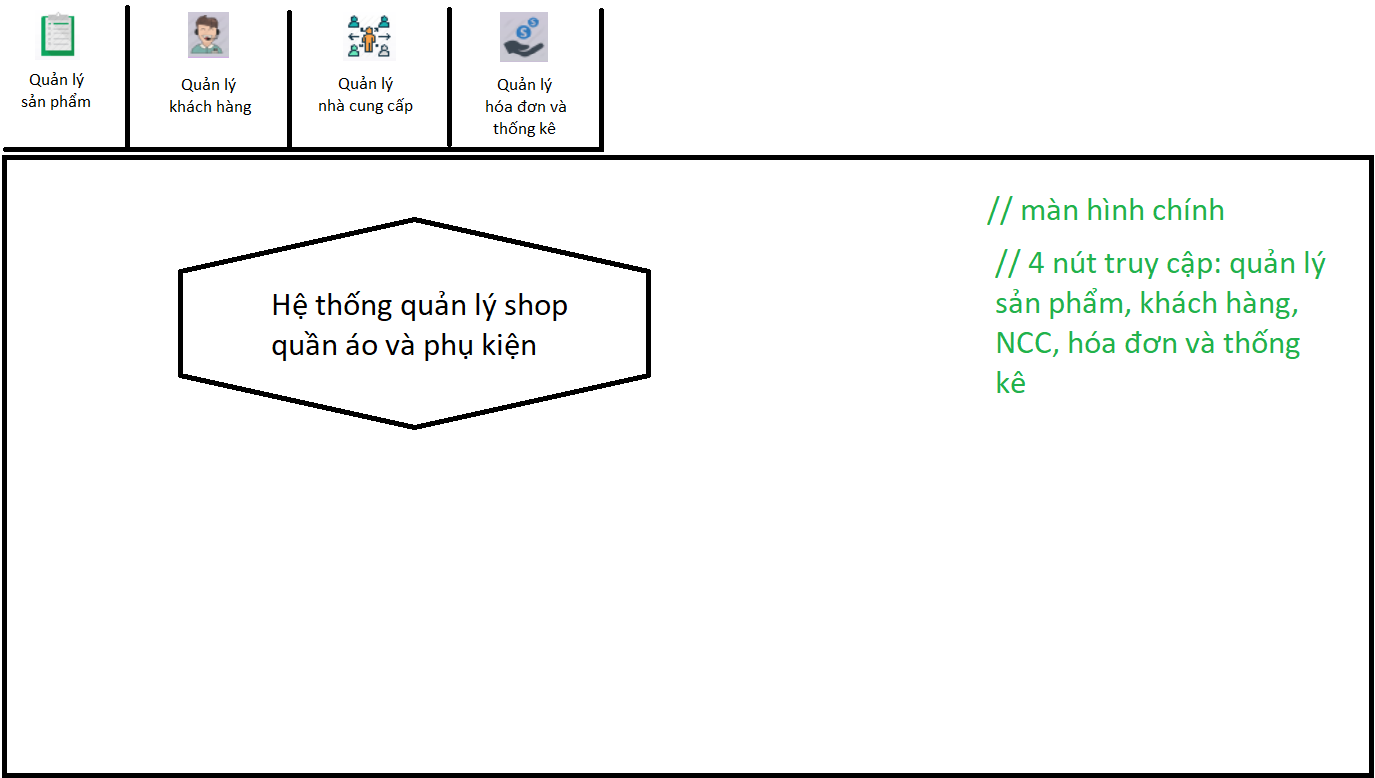 Quản lý
sản phẩm
Quản lý
khách hàng
Quản lý
nhà cung cấp
Quản lý
hóa đơn và
thống kê
// màn hình chính
// 4 nút truy cập: quản lý
sản phẩm, khách hàng,
NCC, hóa đơn và thống
kê
Hệ thống quản lý shop
quần áo và phụ kiện